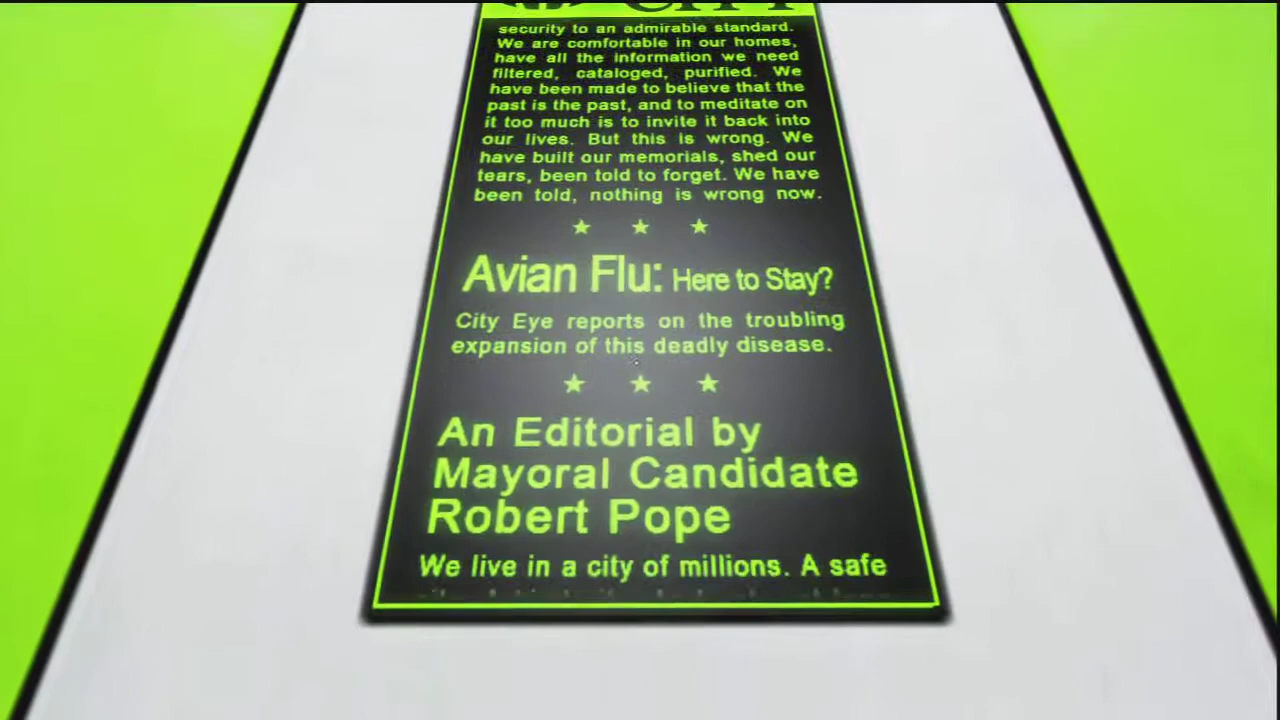 CITY
security to an admirable standard.
We are comfortable in our homes,
have all the information we need
filtered, cataloged, purified. We
have been made to believe that the
past is the past, and to meditate on
it too much is to invite it back into
our lives. But this is wrong. We
have built our memorials, shed our
tears, been told to forget. We have
been told, nothing is wrong now.
★ ★ ★
Avian Flu: Here to Stay?
City Eye reports on the troubling
expansion of this deadly disease.
★ ★ ★
An Editorial by
Mayoral Candidate
Robert Pope
We live in a city of millions. A safe